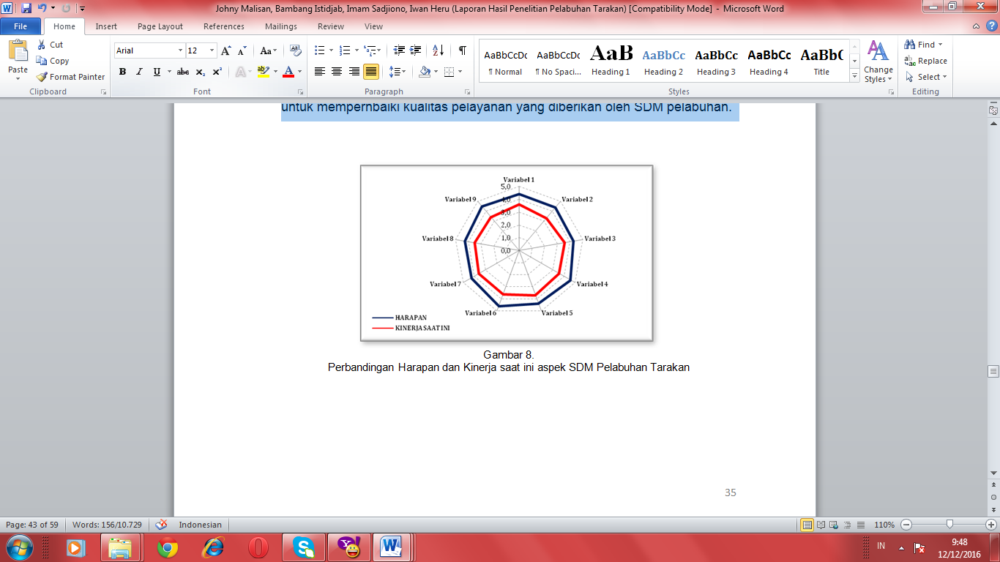 Johny Malisan, Bambang Istidjab, Imam Sadjiono, Iwan Heru (Laporan Hasil Penelitian Pelabuhan Tarakan) [Compatibility Mode] - Microsoft Word
File Home Insert Page Layout References Mailings Review View
Paste
Cut
Copy
Format Painter
Clipboard
Arial 12
Font
Paragraph
AaBbCcDc AaBbCcDc AaB AaBbCc AaBbCc AaBbCc AaBb(
¶ Normal ¶ No Spaci... Heading 1 Heading 2 Heading 3 Heading 4 Title
Styles
Change Styles
Find
Replace
Select
Editing
untuk mempernbaiki kualitas pelayanan yang diberikan oleh SDM pelabuhan.
Variabel 1
Variabel 2
Variabel 3
Variabel 4
Variabel 5
Variabel 6
Variabel 7
Variabel 8
Variabel 9
5,0
4,0
3,0
2,0
1,0
0,0
HARAPAN
KINERJA SAAT INI
Gambar 8.
Perbandingan Harapan dan Kinerja saat ini aspek SDM Pelabuhan Tarakan
35
Page: 43 of 59 Words: 156/10.729 Indonesian 110%
IN
9:48
12/12/2016